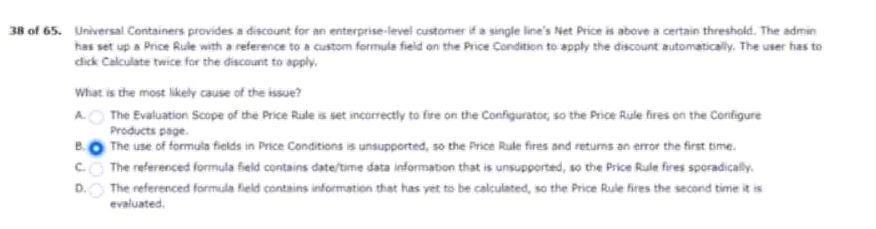 38 of 65. Universal Containers provides a discount for an enterprise-level customer if a single line's Net Price is above a certain threshold. The admin
has set up a Price Rule with a reference to a custom formula field on the Price Condition to apply the discount automatically. The user has to
click Calculate twice for the discount to apply.
What is the most likely cause of the issue?
A. The Evaluation Scope of the Price Rule is set incorrectly to fire on the Configurator, so the Price Rule fires on the Configure
Products page.
B. The use of formula fields in Price Conditions is unsupported, so the Price Rule fires and returns an error the first time.
C. The referenced formula field contains date/time data information that is unsupported, so the Price Rule fires sporadically.
D. The referenced formula field contains information that has yet to be calculated, so the Price Rule fires the second time it is
evaluated.